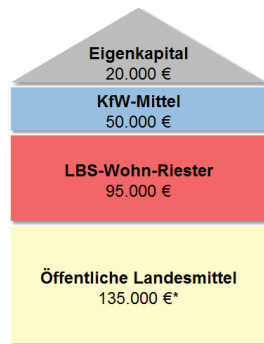 Eigenkapital
20.000 €
KfW-Mittel
50.000 €
LBS-Wohn-Riester
95.000 €
Öffentliche Landesmittel
135.000 €*